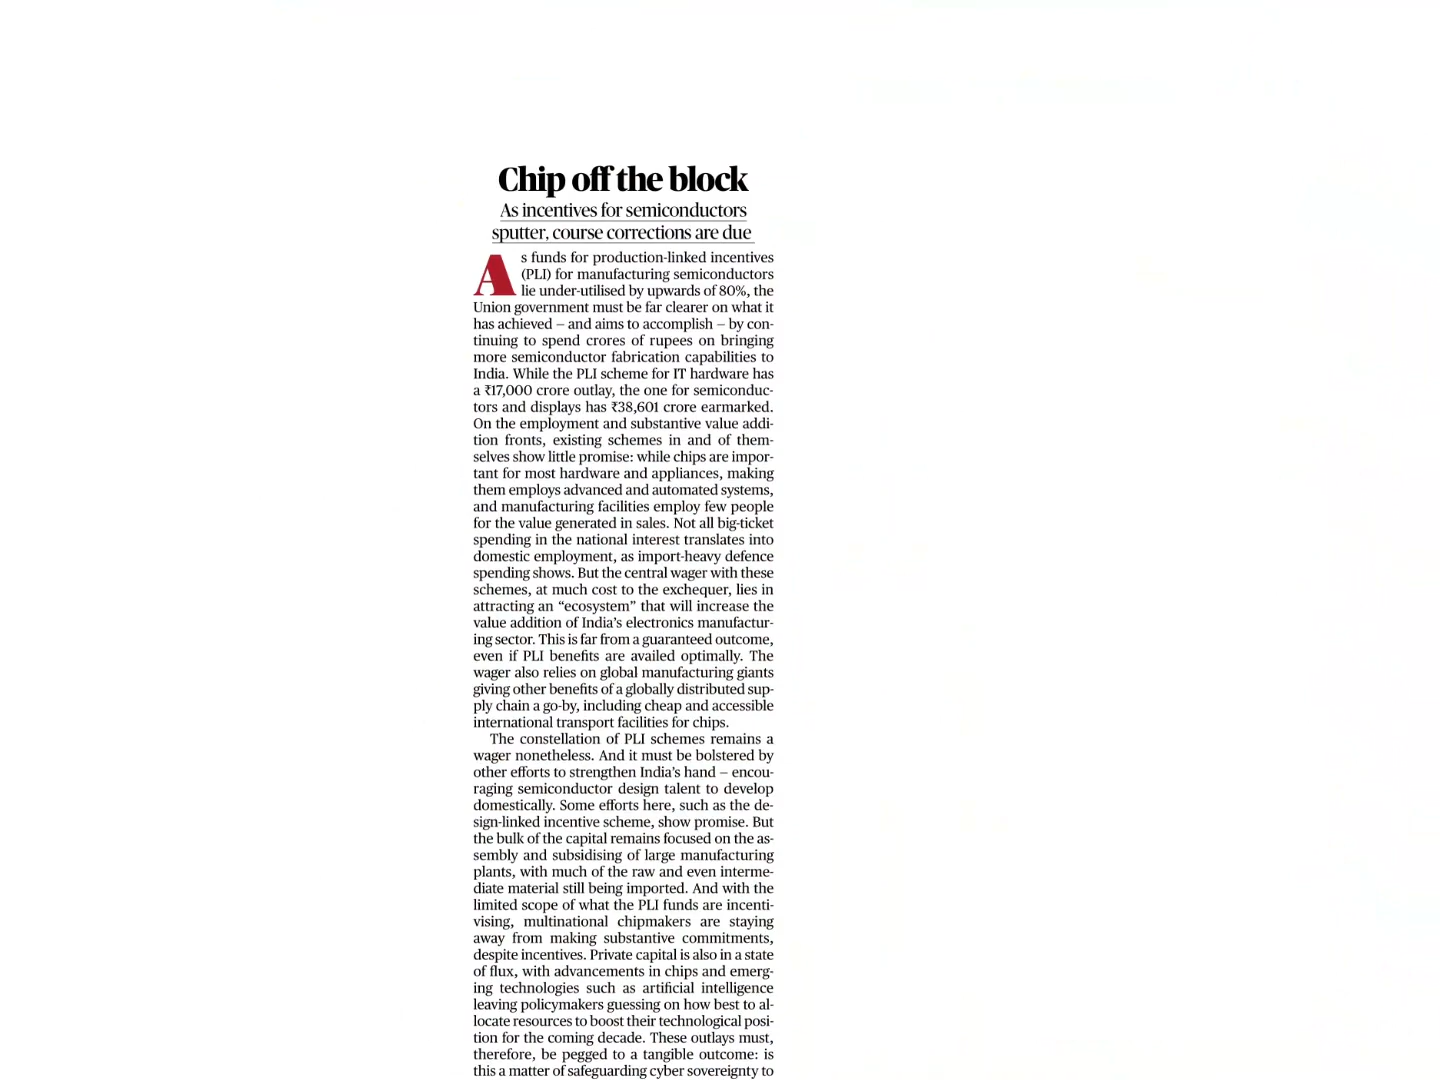 Chip off the block
As incentives for semiconductors
sputter, course corrections are due
As funds for production-linked incentives
(PLI) for manufacturing semiconductors
lie under-utilised by upwards of 80%, the
Union government must be far clearer on what it
has achieved – and aims to accomplish – by con-
tinuing to spend crores of rupees on bringing
more semiconductor fabrication capabilities to
India. While the PLI scheme for IT hardware has
a ₹17,000 crore outlay, the one for semiconduc-
tors and displays has ₹38,601 crore earmarked.
On the employment and substantive value addi-
tion fronts, existing schemes in and of them-
selves show little promise: while chips are impor-
tant for most hardware and appliances, making
them employs advanced and automated systems,
and manufacturing facilities employ few people
for the value generated in sales. Not all big-ticket
spending in the national interest translates into
domestic employment, as import-heavy defence
spending shows. But the central wager with these
schemes, at much cost to the exchequer, lies in
attracting an “ecosystem” that will increase the
value addition of India’s electronics manufactur-
ing sector. This is far from a guaranteed outcome,
even if PLI benefits are availed optimally. The
wager also relies on global manufacturing giants
giving other benefits of a globally distributed sup-
ply chain a go-by, including cheap and accessible
international transport facilities for chips.
The constellation of PLI schemes remains a
wager nonetheless. And it must be bolstered by
other efforts to strengthen India’s hand – encou-
raging semiconductor design talent to develop
domestically. Some efforts here, such as the de-
sign-linked incentive scheme, show promise. But
the bulk of the capital remains focused on the as-
sembly and subsidising of large manufacturing
plants, with much of the raw and even interme-
diate material still being imported. And with the
limited scope of what the PLI funds are incenti-
vising, multinational chipmakers are staying
away from making substantive commitments,
despite incentives. Private capital is also in a state
of flux, with advancements in chips and emerg-
ing technologies such as artificial intelligence
leaving policymakers guessing on how best to al-
locate resources to boost their technological posi-
tion for the coming decade. These outlays must,
therefore, be pegged to a tangible outcome: is
this a matter of safeguarding cyber sovereignty to